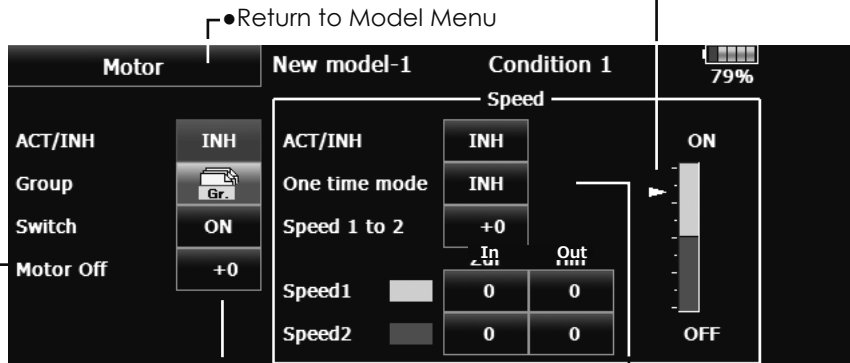 ●Return to Model Menu
Motor New model-1 Condition 1 79%
Speed
ACT/INH INH ACT/INH INH ON
Group Gr. One time mode INH
Switch ON Speed 1 to 2 +0
Motor Off +0 In Out
Speed1 0 0
Speed2 0 0 OFF